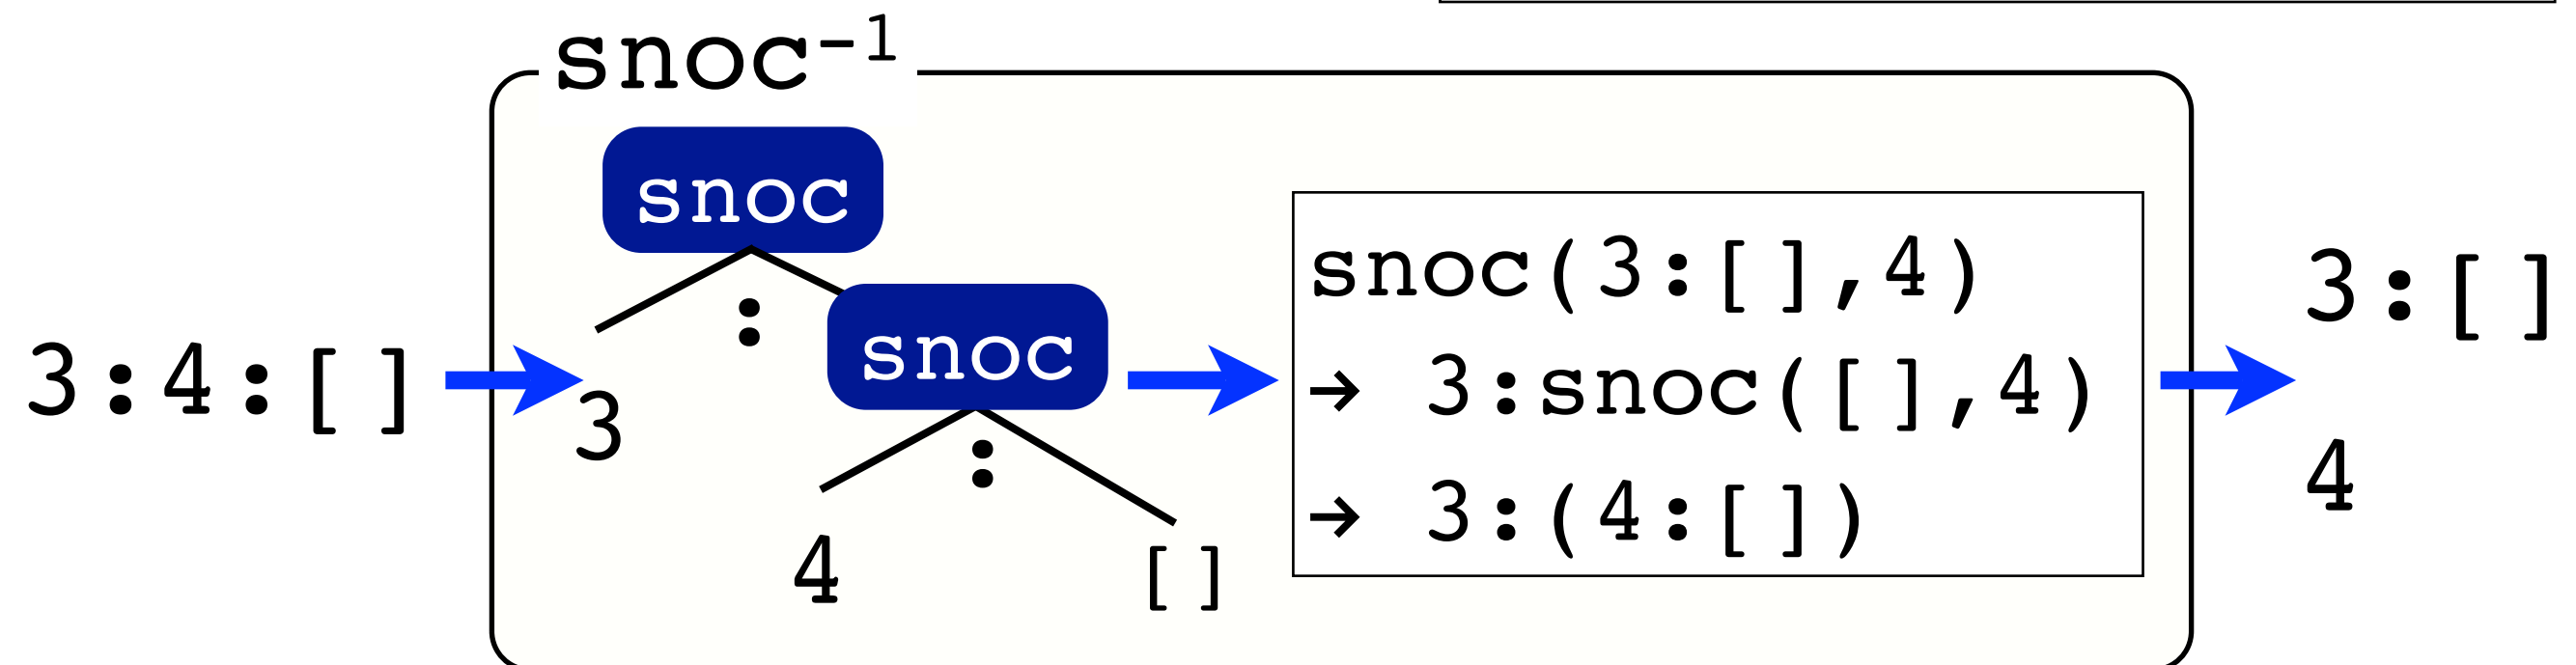 snoc-1
snoc
:
snoc
3:4:[]
3
:
4
[]
snoc(3:[],4)
→ 3:snoc([],4)
→ 3:(4:[])
3:[]
4